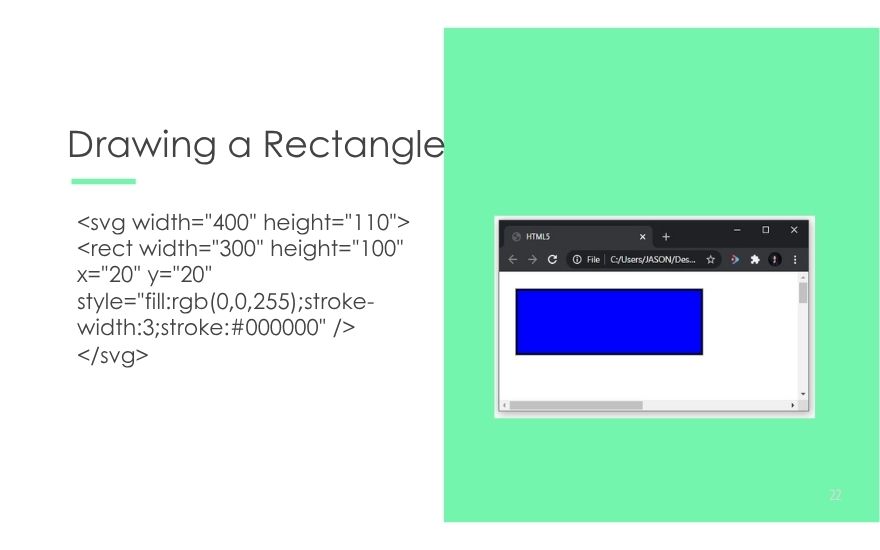 Drawing a Rectangle
<svg width="400" height="110">
<rect width="300" height="100"
x="20" y="20"
style="fill:rgb(0,0,255);stroke-
width:3;stroke:#000000" />
</svg>
HTML5
File | C:/Users/JASON/Des...
22